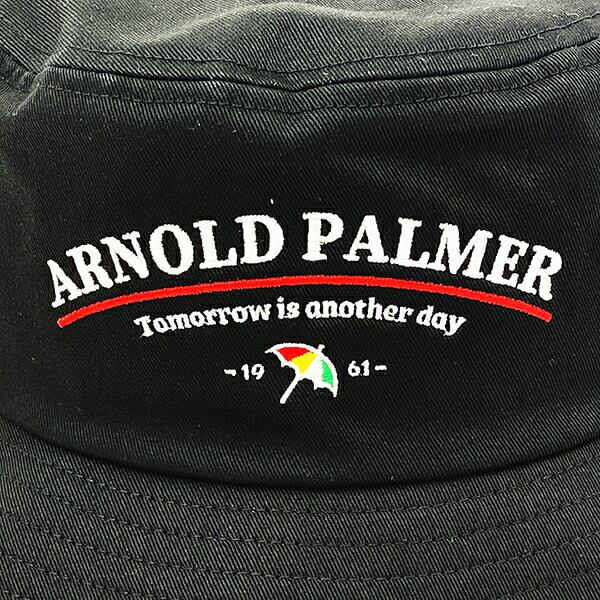 ARNOLD PALMER
Tomorrow is another day
-19 61-